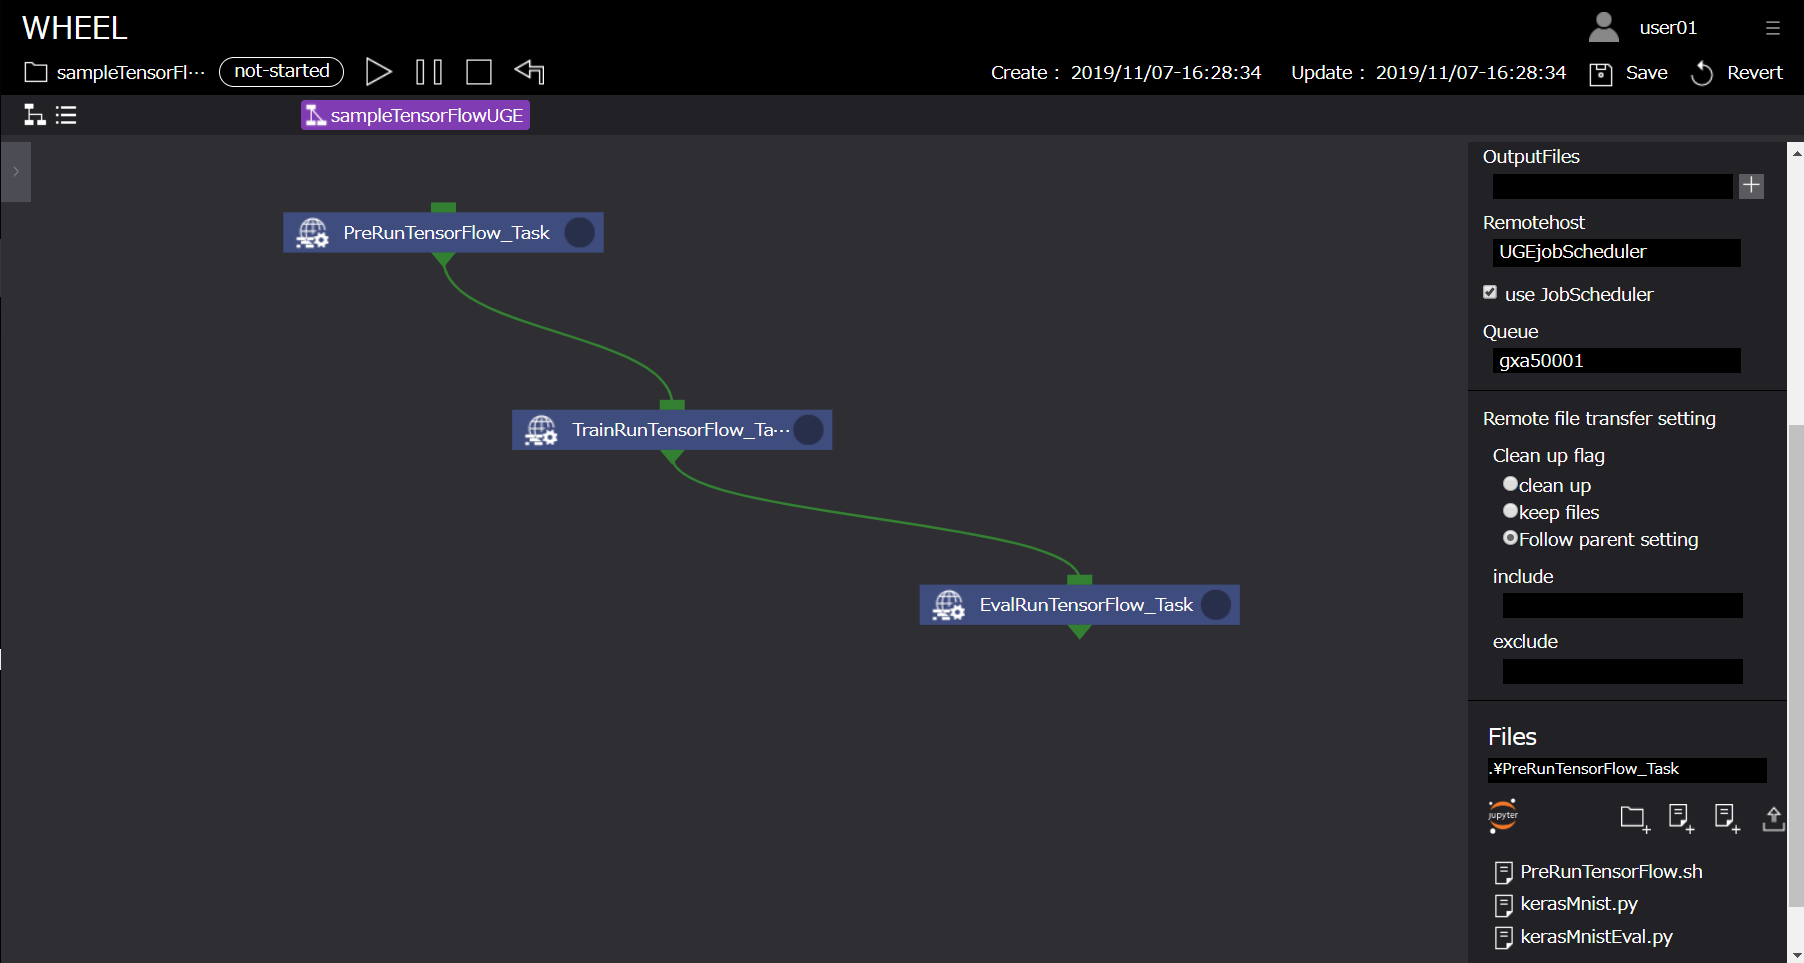 WHEEL
user01
sampleTensorFl···
not-started
Create : 2019/11/07-16:28:34
Update : 2019/11/07-16:28:34
Save
Revert
sampleTensorFlowUGE
PreRunTensorFlow_Task
TrainRunTensorFlow_Ta···
EvalRunTensorFlow_Task
OutputFiles
Remotehost
UGEjobScheduler
use JobScheduler
Queue
gxa50001
Remote file transfer setting
Clean up flag
clean up
keep files
Follow parent setting
include
exclude
Files
.¥PreRunTensorFlow_Task
jupyter
PreRunTensorFlow.sh
kerasMnist.py
kerasMnistEval.py